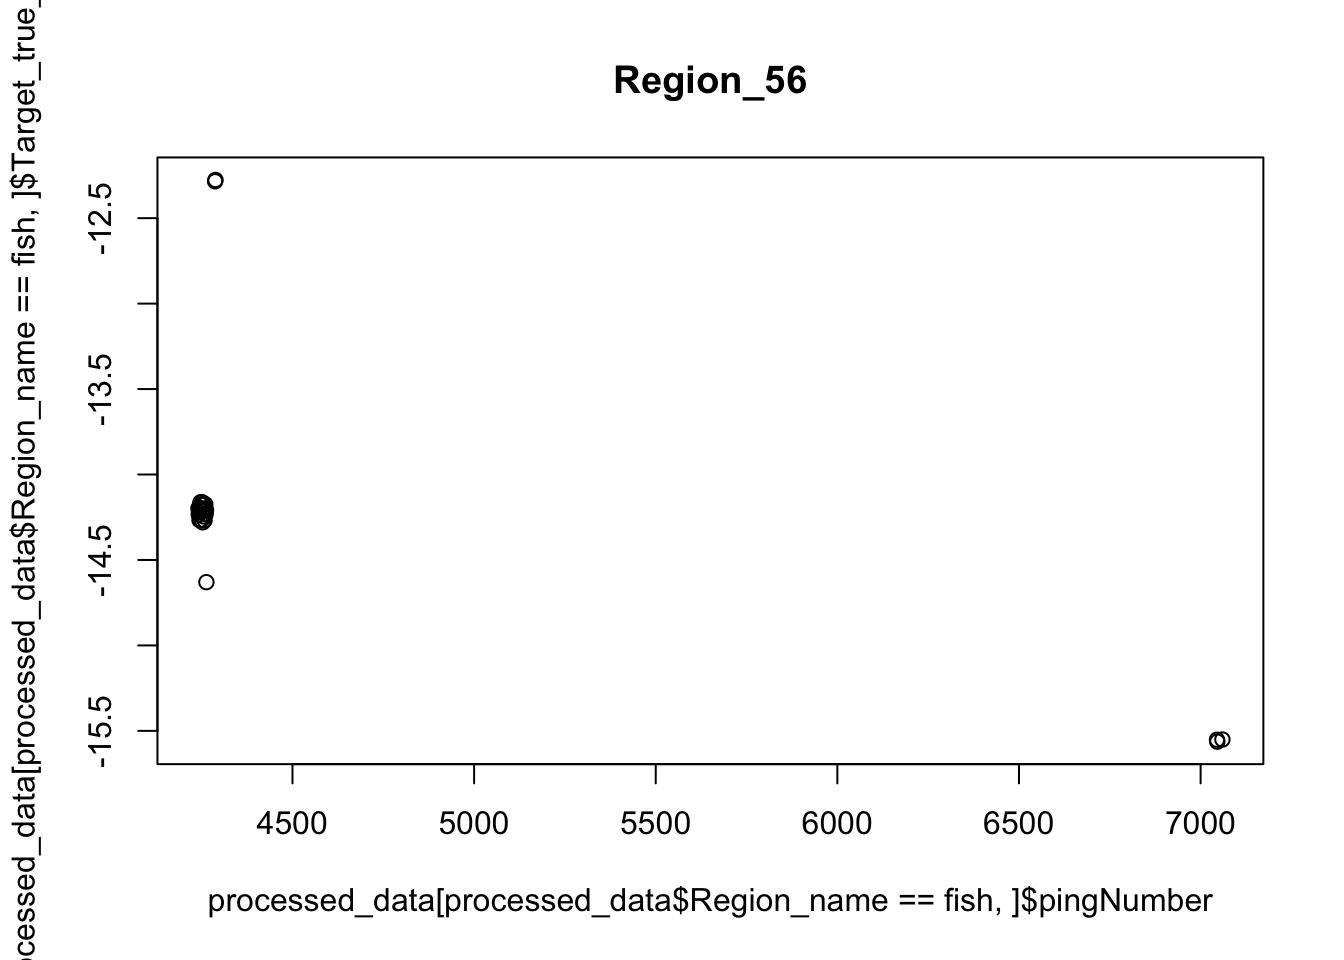 Region_56
cessed_data[processed_data$Region_name == fish, ]$Target_true_
-12.5
-13.5
-14.5
-15.5
4500 5000 5500 6000 6500 7000
processed_data[processed_data$Region_name == fish, ]$pingNumber